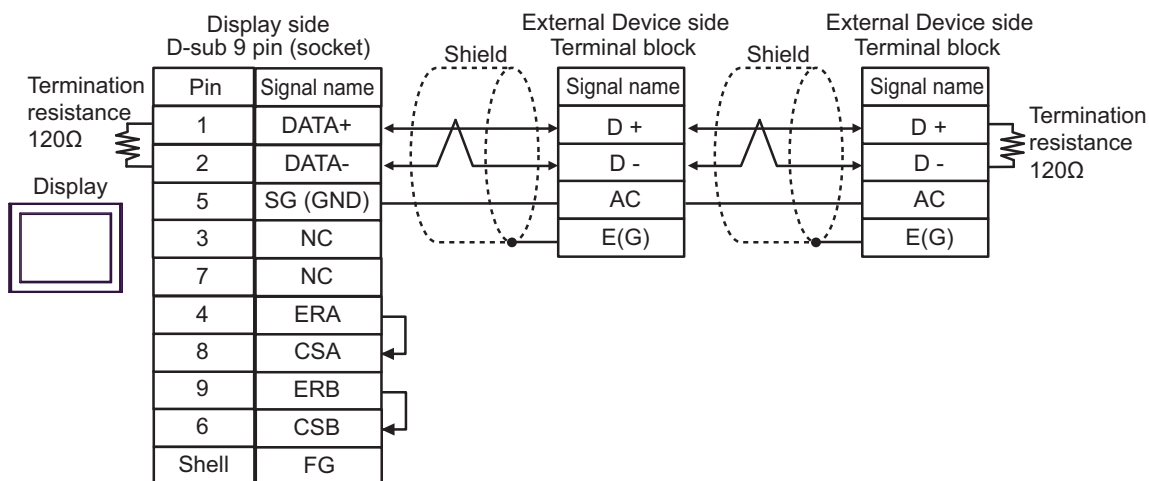 Display side
D-sub 9 pin (socket)
External Device side
Terminal block
External Device side
Terminal block
Shield
Shield
Termination
resistance
120Ω
Display
Pin Signal name
1 DATA+
2 DATA-
5 SG (GND)
3 NC
7 NC
4 ERA
8 CSA
9 ERB
6 CSB
Shell FG
Signal name
D +
D -
AC
E(G)
Signal name
D +
D -
AC
E(G)
Termination
resistance
120Ω